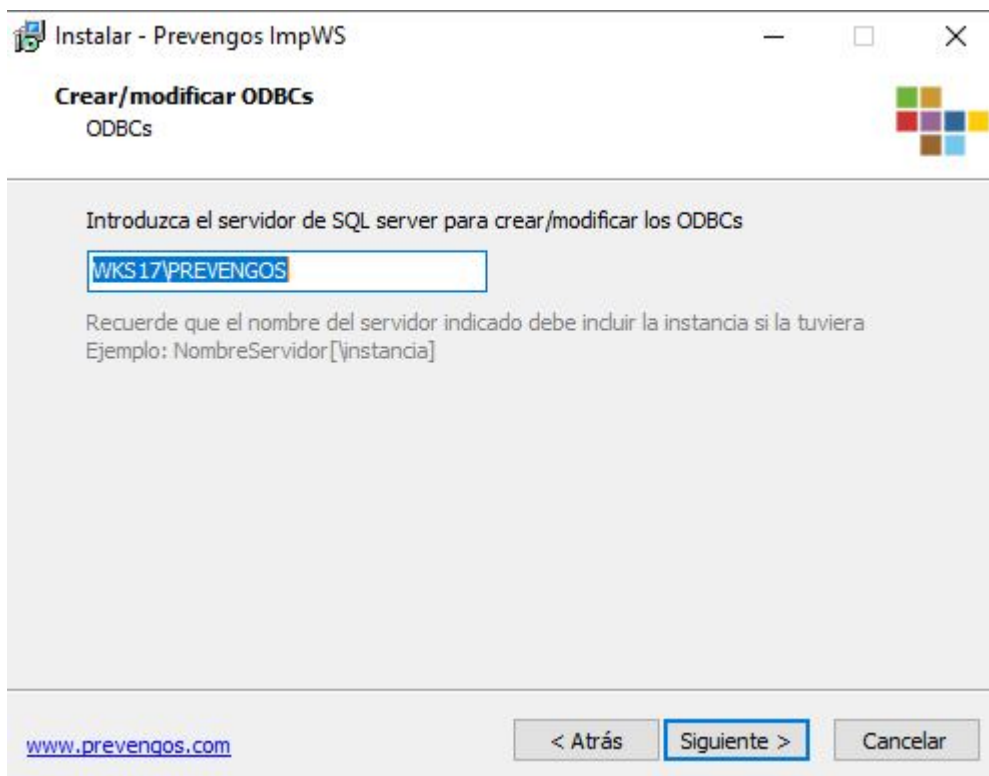 Instalar - Prevengos ImpWS
Crear/modificar ODBCs
ODBCs
Introduzca el servidor de SQL server para crear/modificar los ODBCs
WKS17\PREVENGOS
Recuerde que el nombre del servidor indicado debe incluir la instancia si la tuviera
Ejemplo: NombreServidor[\instancia]
www.prevengos.com
< Atrás
Siguiente >
Cancelar